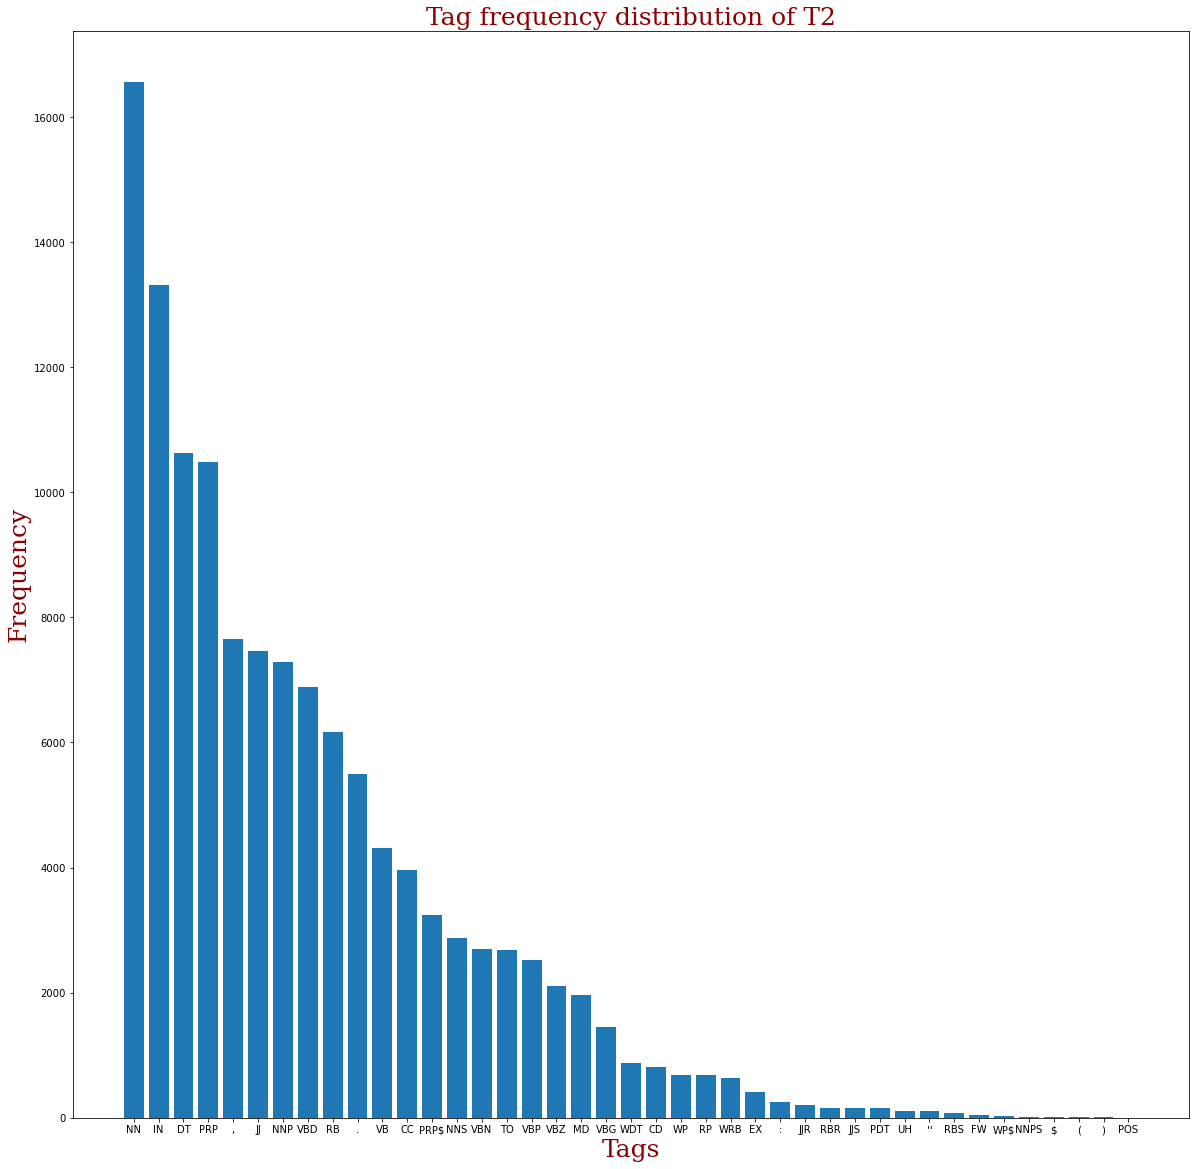 Tag frequency distribution of T2
Frequency
16000
14000
12000
10000
8000
6000
4000
2000
0
NN IN DT PRP , JJ NNP VBD RB . VB CC PRP$ NNS VBN TO VBP VBZ MD VBG WDT CD WP RP WRB EX : JJR RBR JJS PDT UH '' RBS FW WP$ NNPS $ ( ) POS
Tags